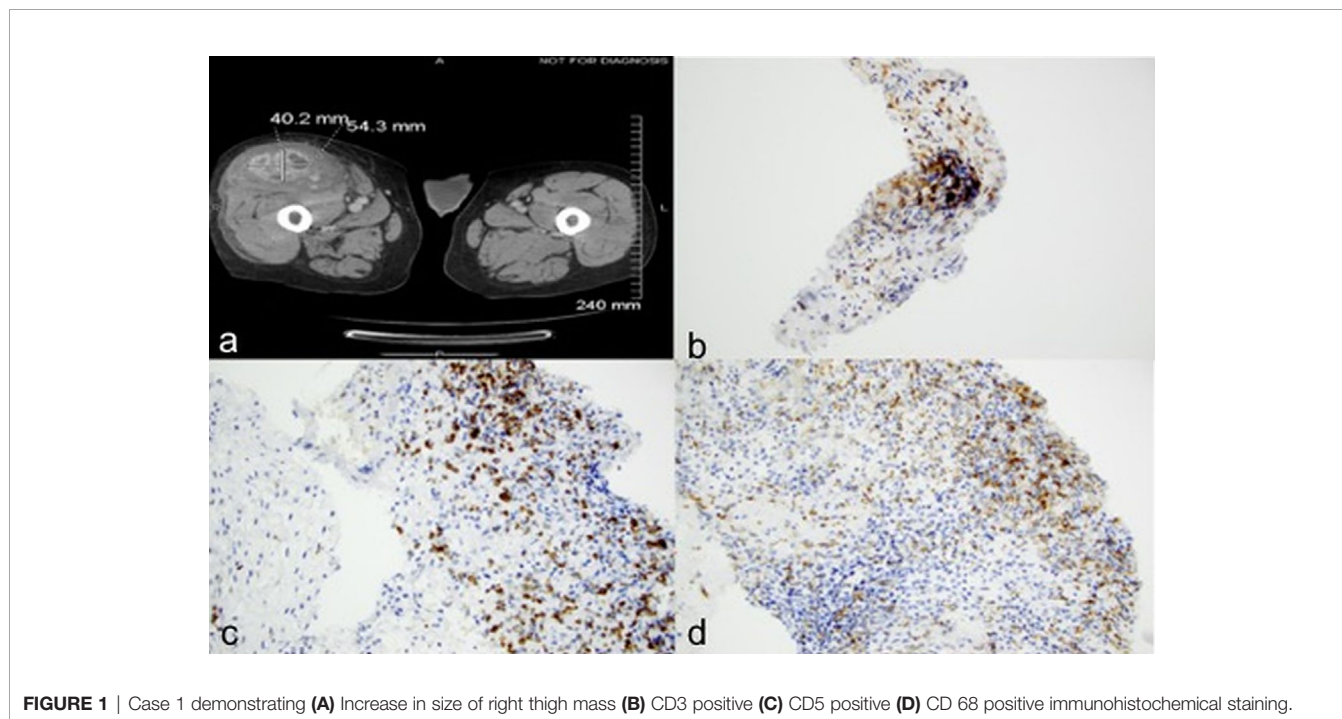 A
NOT FOR DIAGNOSIS
40.2 mm
54.3 mm
L
240 mm
a
b
c
d
FIGURE 1 | Case 1 demonstrating (A) Increase in size of right thigh mass (B) CD3 positive (C) CD5 positive (D) CD 68 positive immunohistochemical staining.